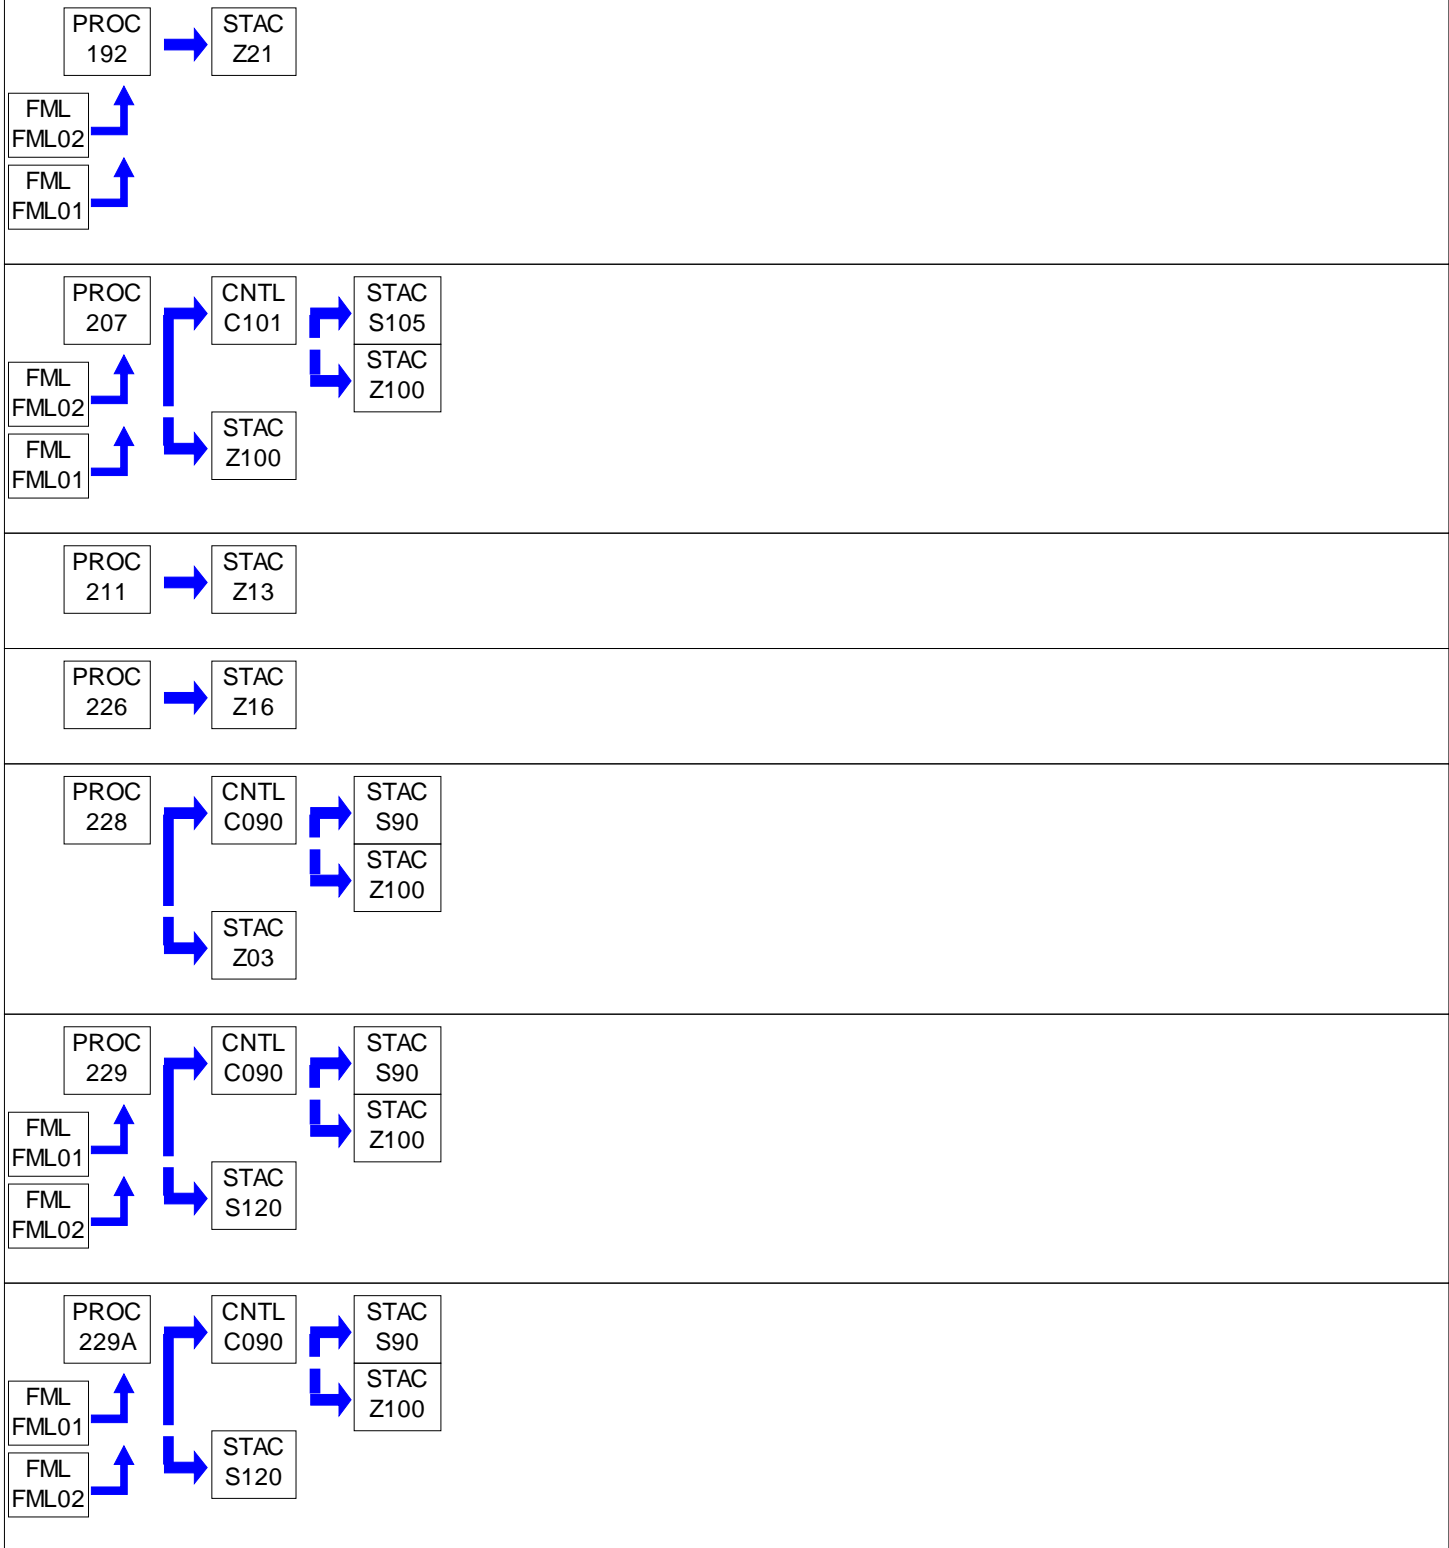 PROC
192
STAC
Z21
FML
FML02
FML
FML01
PROC
207
CNTL
C101
STAC
S105
STAC
Z100
FML
FML02
STAC
Z100
FML
FML01
PROC
211
STAC
Z13
PROC
226
STAC
Z16
PROC
228
CNTL
C090
STAC
S90
STAC
Z100
STAC
Z03
PROC
229
CNTL
C090
STAC
S90
STAC
Z100
FML
FML01
STAC
S120
FML
FML02
PROC
229A
CNTL
C090
STAC
S90
STAC
Z100
FML
FML01
STAC
S120
FML
FML02